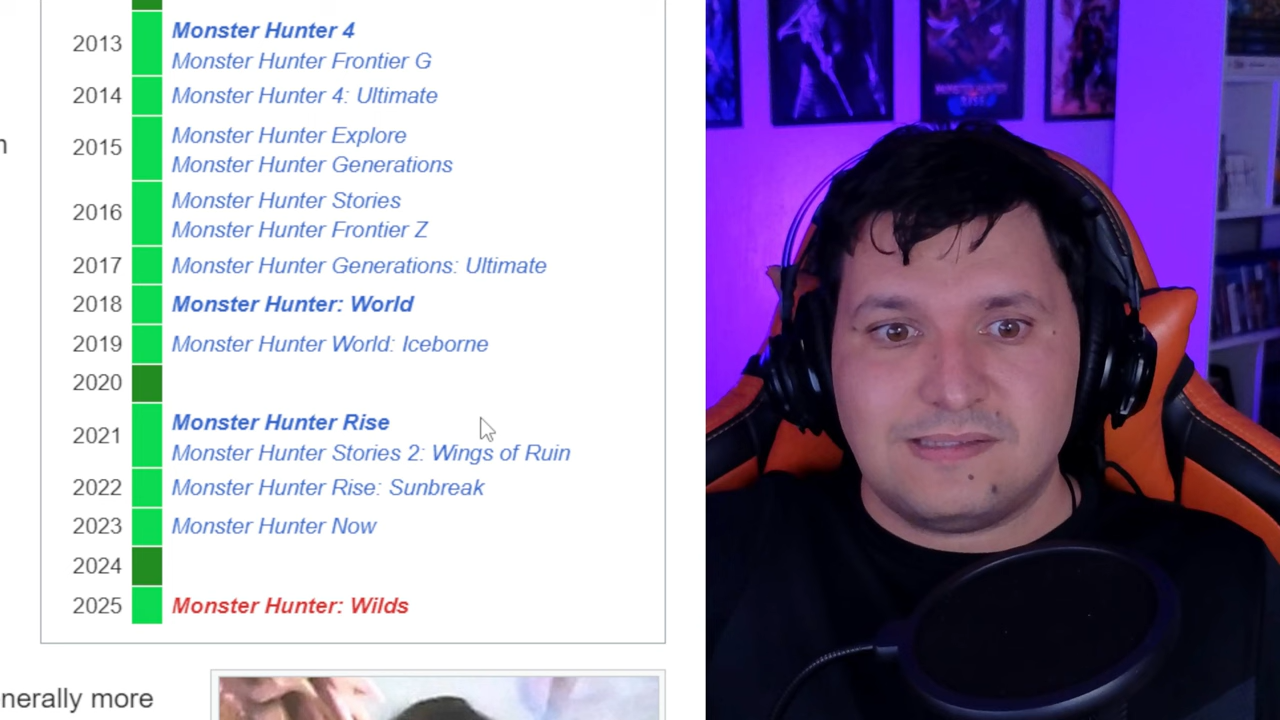 2013
Monster Hunter 4
Monster Hunter Frontier G
2014
Monster Hunter 4: Ultimate
2015
Monster Hunter Explore
Monster Hunter Generations
2016
Monster Hunter Stories
Monster Hunter Frontier Z
2017
Monster Hunter Generations: Ultimate
2018
Monster Hunter: World
2019
Monster Hunter World: Iceborne
2020
2021
Monster Hunter Rise
Monster Hunter Stories 2: Wings of Ruin
2022
Monster Hunter Rise: Sunbreak
2023
Monster Hunter Now
2024
2025
Monster Hunter: Wilds
nerally more
MONSTER HUNTER
RISE